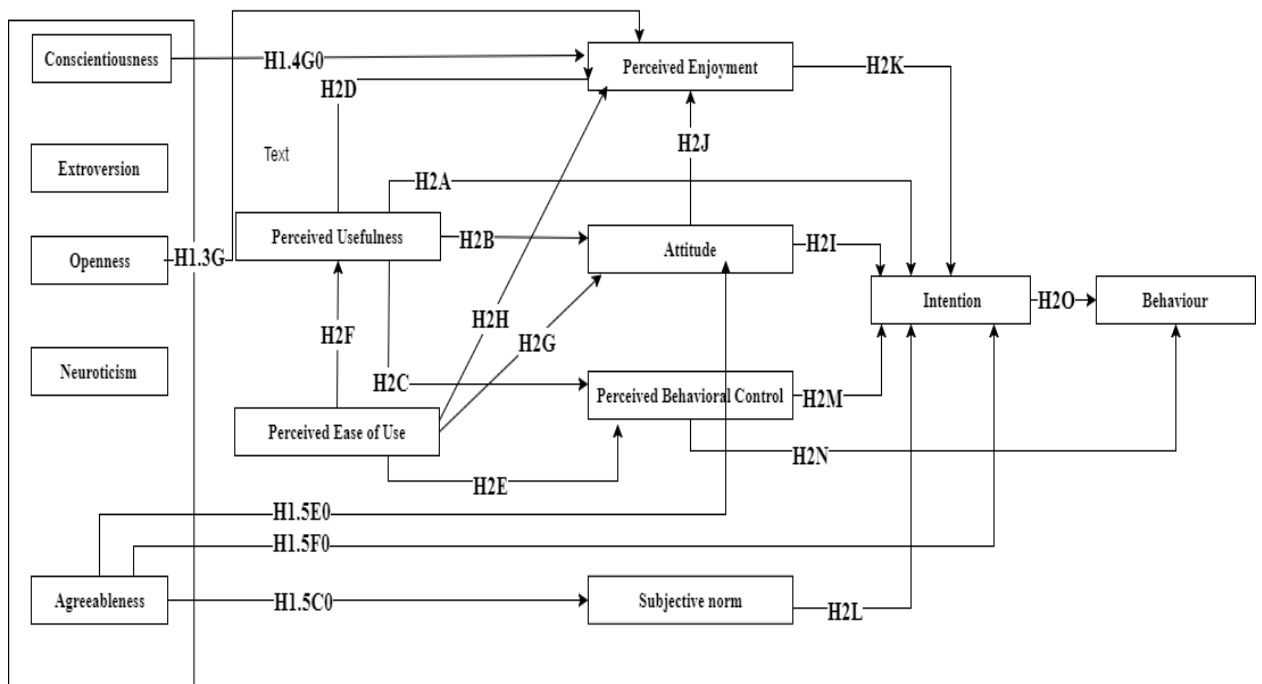 Conscientiousness
H1.4G0
Perceived Enjoyment
H2K
H2D
H2J
Text
Extroversion
H2A
Perceived Usefulness
H2B
Attitude
H2I
Openness
H1.3G
Intention
H2O
Behaviour
H2H
H2F
H2G
Neuroticism
H2C
Perceived Behavioral Control
H2M
Perceived Ease of Use
H2N
H2E
H1.5E0
H1.5F0
Agreeableness
H1.5C0
Subjective norm
H2L